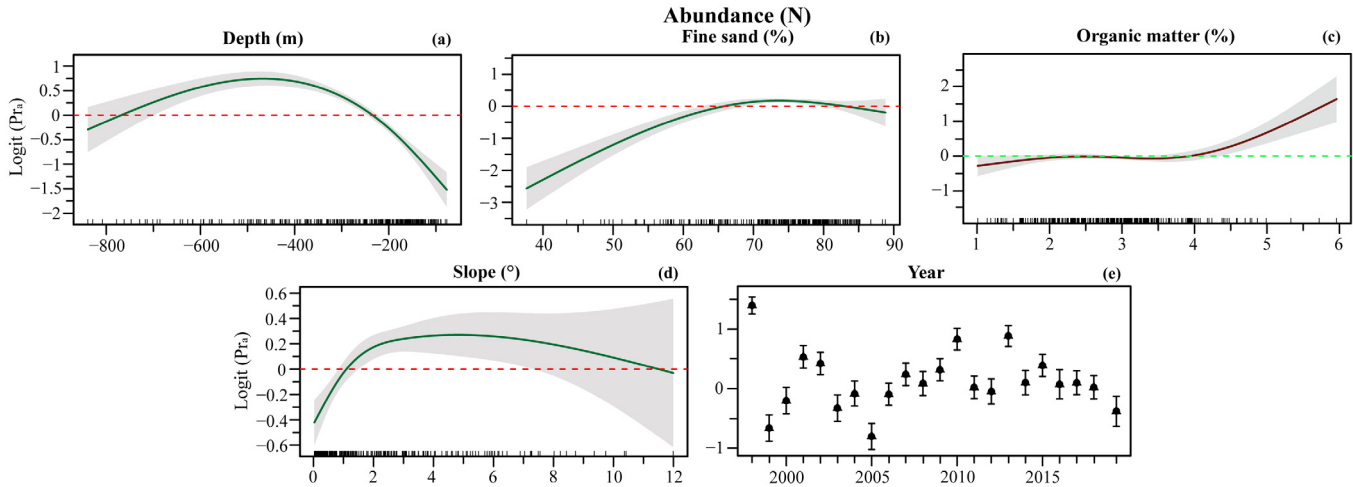 Abundance (N)
Depth (m) (a)
Fine sand (%) (b)
Organic matter (%) (c)
Logit (Prₐ)
1
0.5
0
−0.5
−1
−1.5
−2
−800 −600 −400 −200
1
0
−1
−2
−3
40 50 60 70 80 90
2
1
0
−1
1 2 3 4 5 6
Slope (°) (d)
Year (e)
Logit (Prₐ)
0.6
0.4
0.2
0
−0.2
−0.4
−0.6
0 2 4 6 8 10 12
1
0
−1
2000 2005 2010 2015